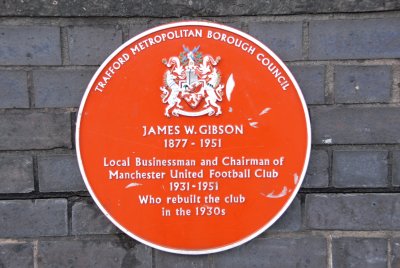 TRAFFORD METROPOLITAN BOROUGH COUNCIL
JAMES W. GIBSON
1877 - 1951
Local Businessman and Chairman of
Manchester United Football Club
1931-1951
Who rebuilt the club
in the 1930s